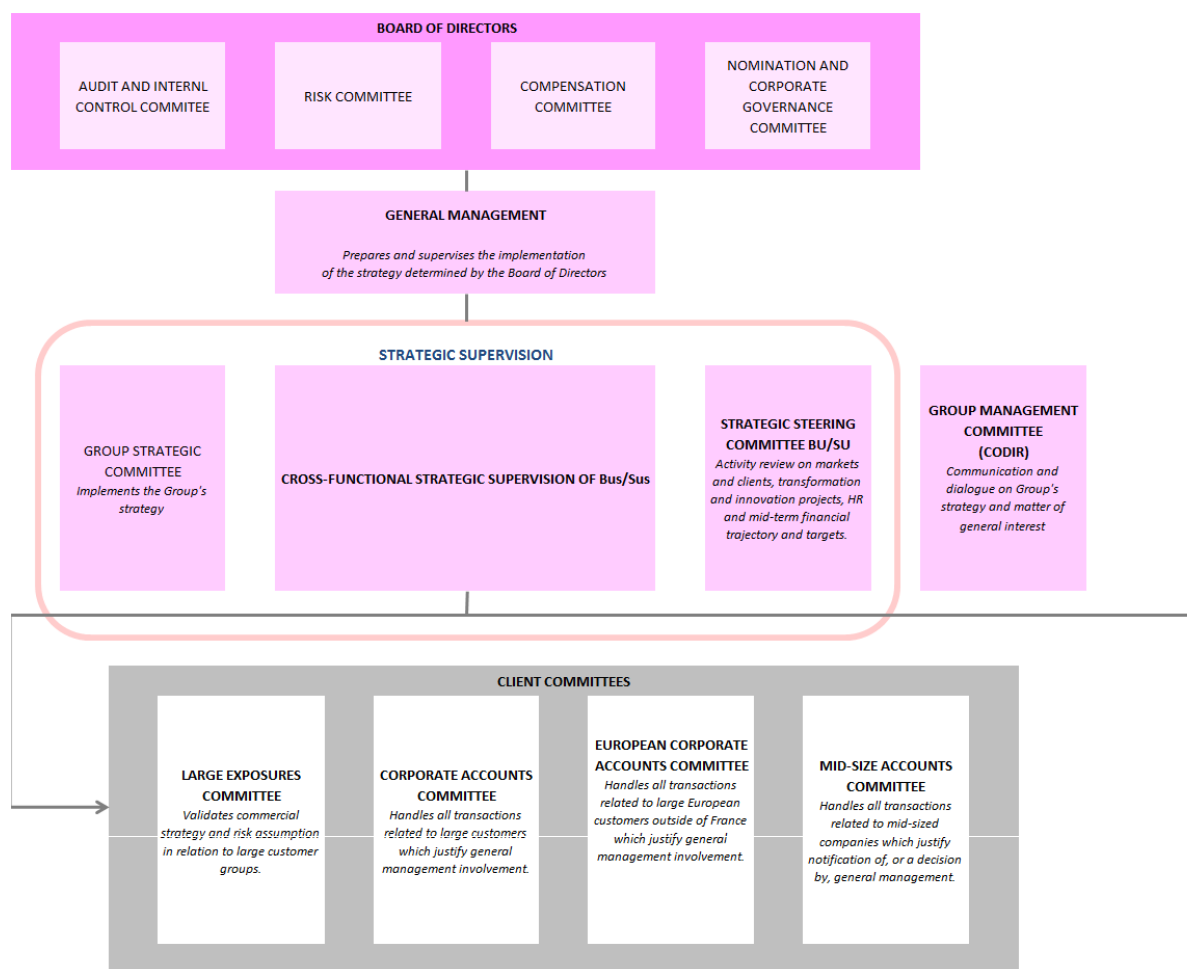 BOARD OF DIRECTORS
AUDIT AND INTERNL
CONTROL COMMITEE
RISK COMMITTEE
COMPENSATION
COMMITTEE
NOMINATION AND
CORPORATE
GOVERNANCE
COMMITTEE
GENERAL MANAGEMENT
Prepares and supervises the implementation
of the strategy determined by the Board of Directors
STRATEGIC SUPERVISION
GROUP STRATEGIC
COMMITTEE
Implements the Group's
strategy
CROSS-FUNCTIONAL STRATEGIC SUPERVISION OF Bus/Sus
STRATEGIC STEERING
COMMITTEE BU/SU
Activity review on markets
and clients, transformation
and innovation projects, HR
and mid-term financial
trajectory and targets.
GROUP MANAGEMENT
COMMITTEE
(CODIR)
Communication and
dialogue on Group's
strategy and matter of
general interest
CLIENT COMMITTEES
LARGE EXPOSURES
COMMITTEE
Validates commercial
strategy and risk assumption
in relation to large customer
groups.
CORPORATE ACCOUNTS
COMMITTEE
Handles all transactions
related to large customers
which justify general
management involvement.
EUROPEAN CORPORATE
ACCOUNTS COMMITTEE
Handles all transactions
related to large European
customers outside of France
which justify general
management involvement.
MID-SIZE ACCOUNTS
COMMITTEE
Handles all transactions
related to mid-sized
companies which justify
notification of, or a decision
by, general management.